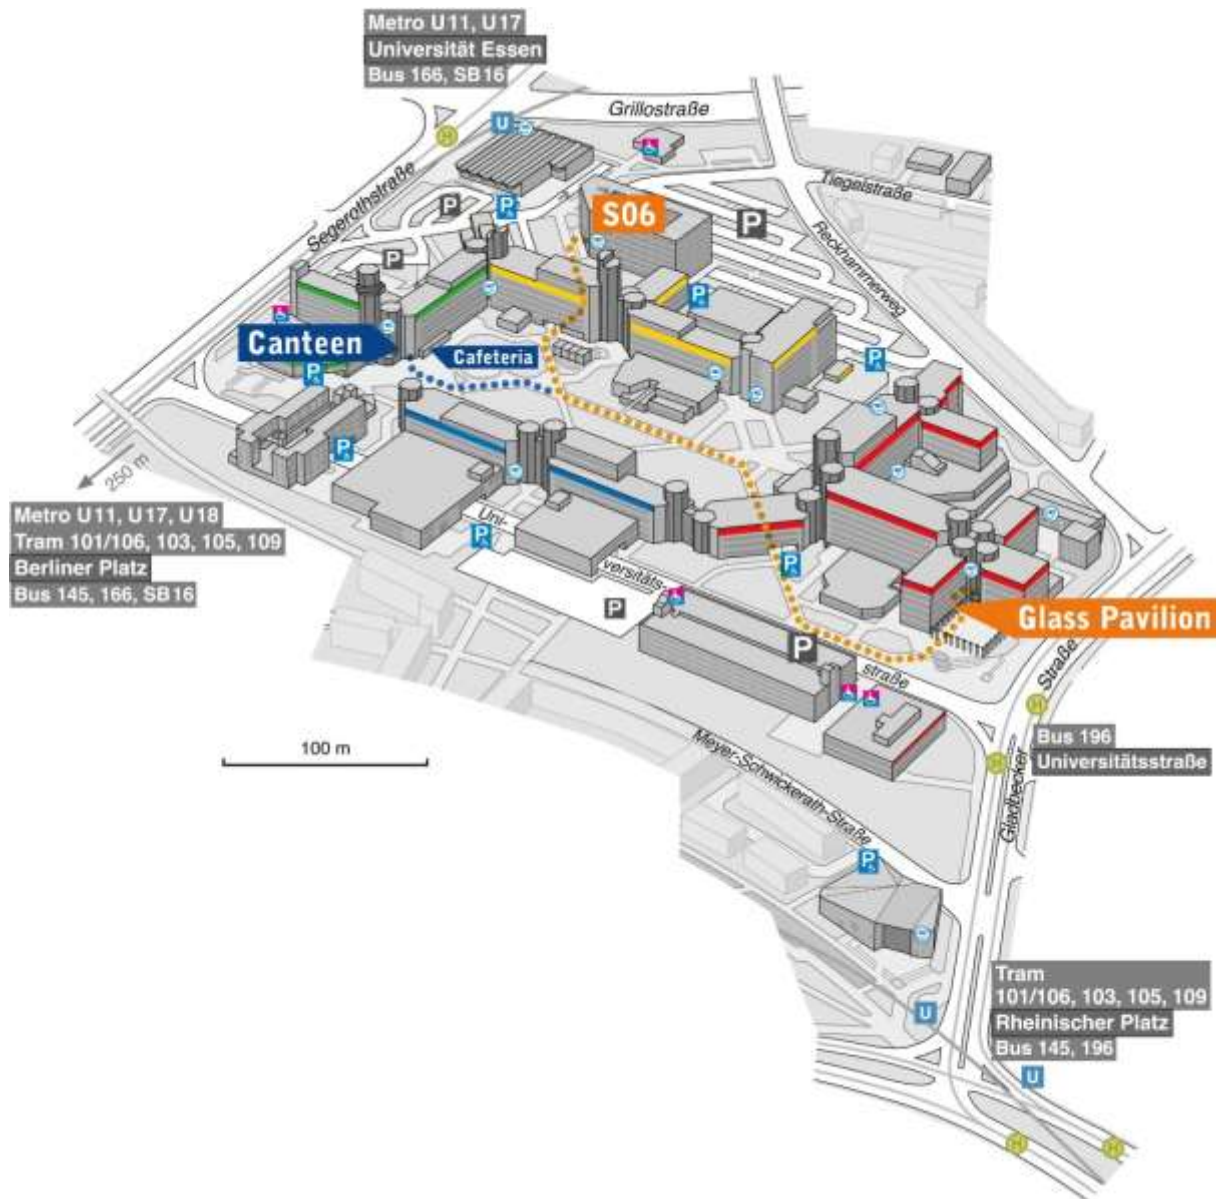 Metro U11, U17
Universität Essen
Bus 166, SB16
Grillostraße
H
U
Segerothstraße
P
P
S06
P
Tiegelstraße
Reckhammerweg
P
P
Canteen
Cafeteria
P
P
P
250 m
Metro U11, U17, U18
Tram 101/106, 103, 105, 109
Berliner Platz
Bus 145, 166, SB16
Uni-
P
versitäts-
P
P
P
straße
Glass Pavilion
Straße
H
Bus 196
Universitätsstraße
H
Gladbecker
100 m
Meyer-Schwickerath-Straße
P
Tram
101/106, 103, 105, 109
Rheinischer Platz
Bus 145, 196
U
U
H
H